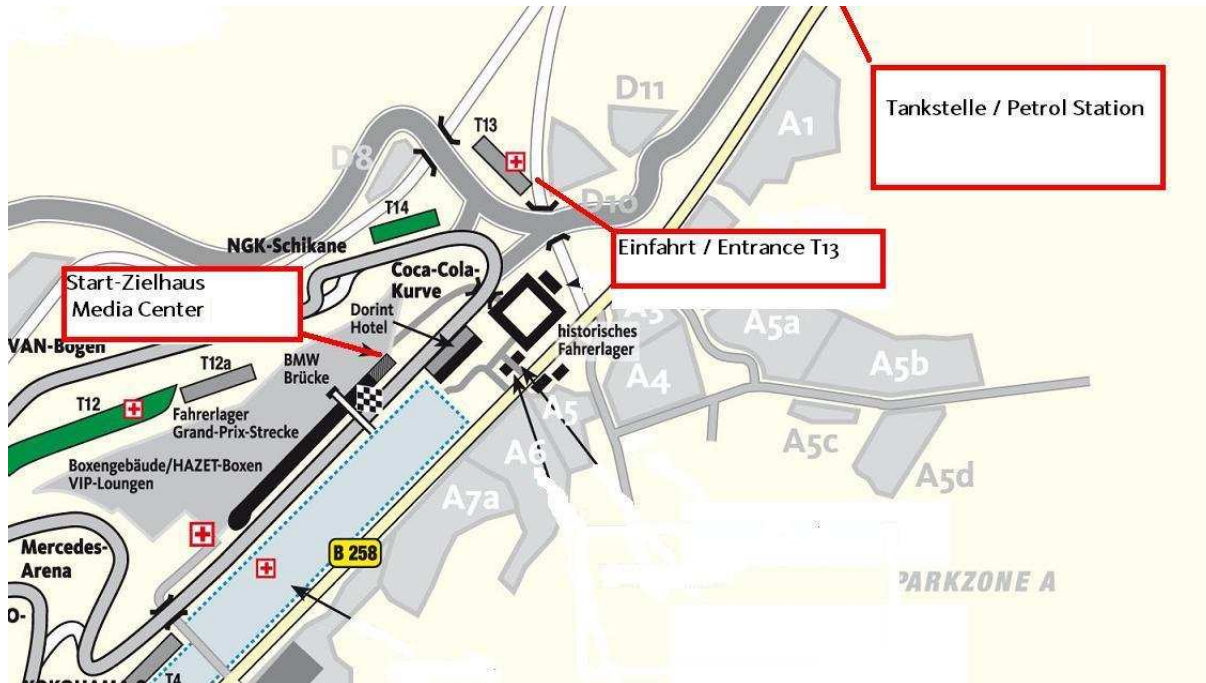 Tankstelle / Petrol Station
D11
A1
T13
D8
D10
T14
NGK-Schikane
Einfahrt / Entrance T13
Start-Zielhaus
Media Center
Coca-Cola-
Kurve
Dorint
Hotel
historisches
Fahrerlager
A3
A5a
A5b
A4
VAN-Bogen
T12a
BMW
Brücke
T12
Fahrerlager
Grand-Prix-Strecke
A5
A5c
A5d
A6
Boxengebäude/HAZET-Boxen
VIP-Loungen
A7a
Mercedes-
Arena
B 258
PARKZONE A
O-
T4